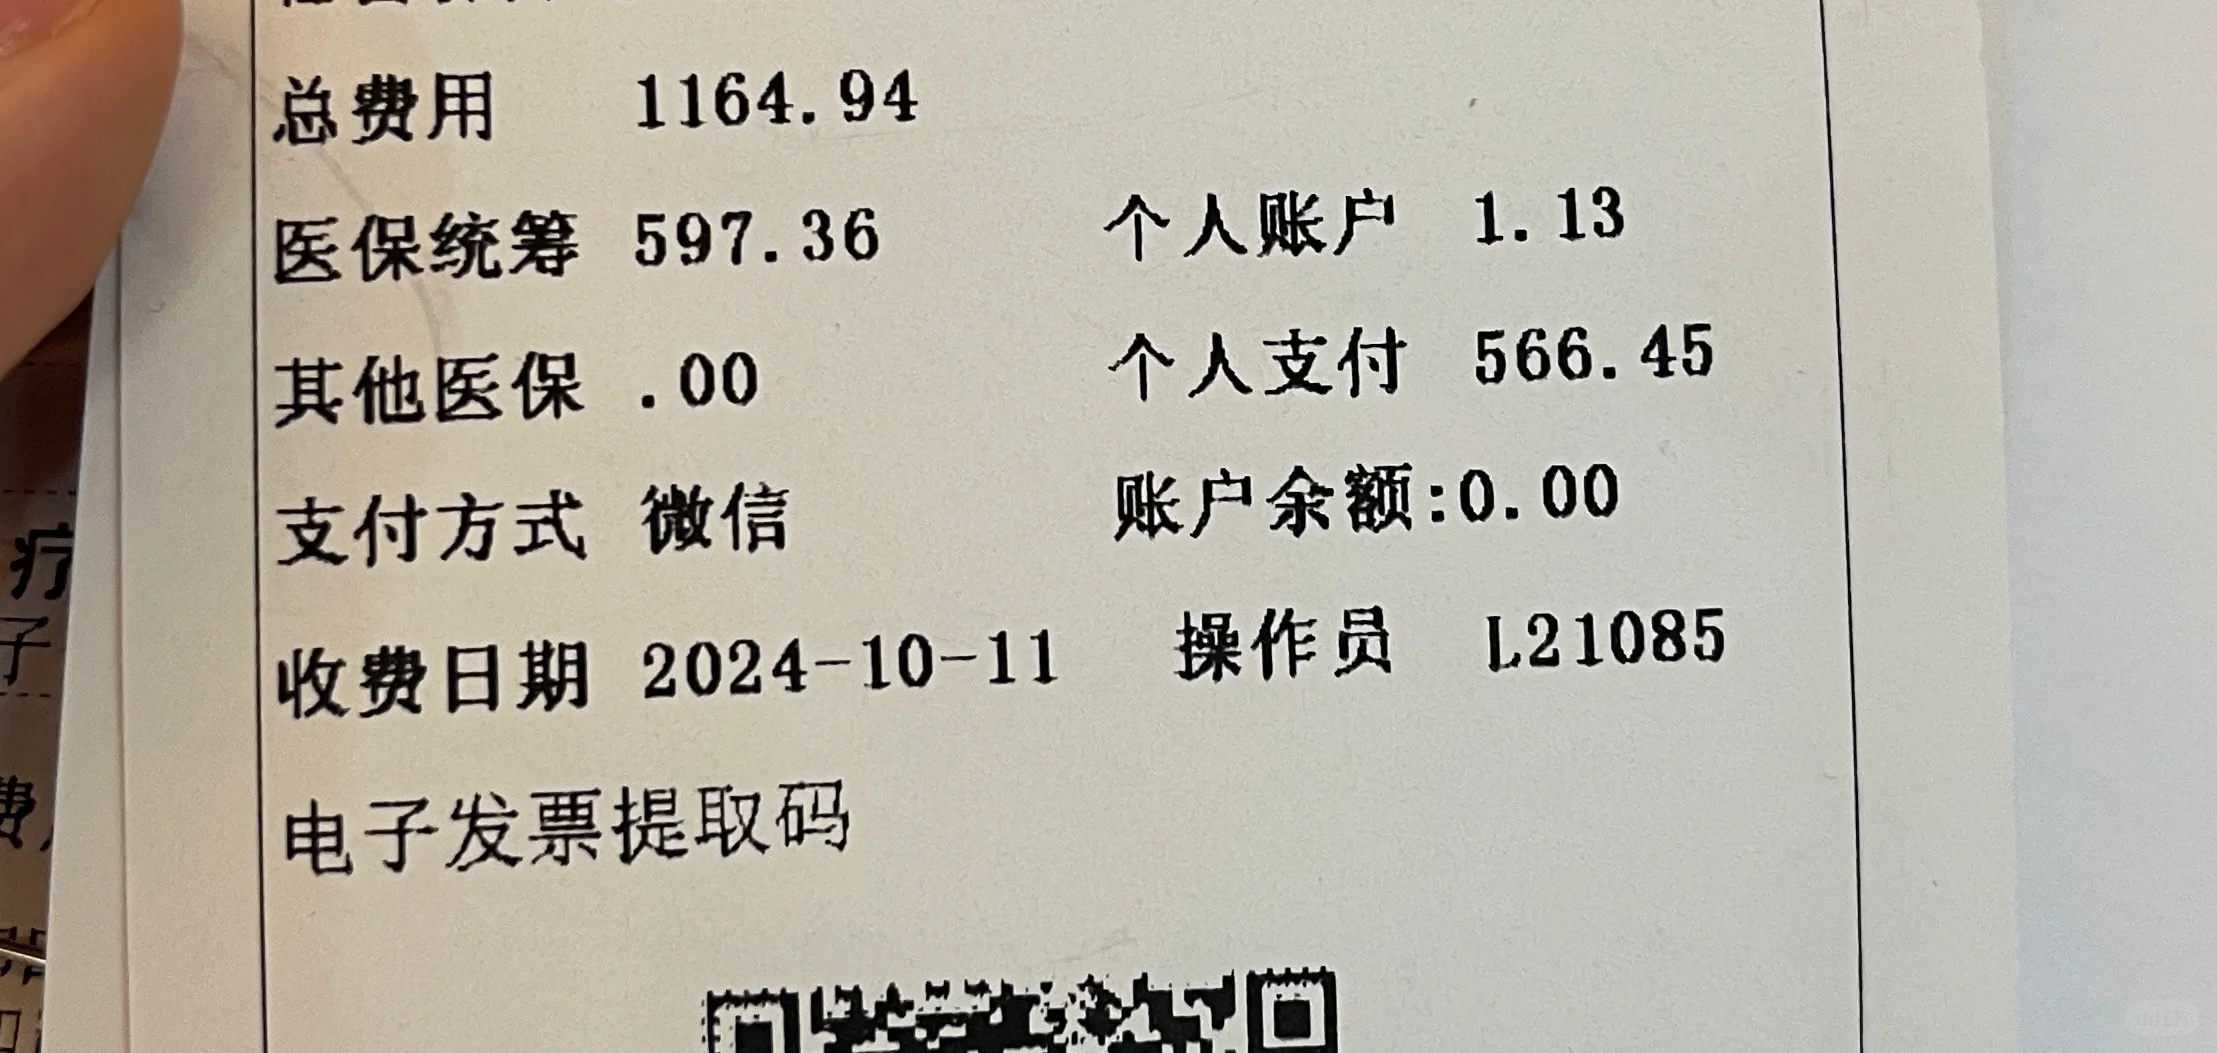 总费用 1164.94
医保统筹 597.36 个人账户 1.13
其他医保 .00 个人支付 566.45
支付方式 微信 账户余额:0.00
收费日期 2024-10-11 操作员 L21085
电子发票提取码
疗
子
费